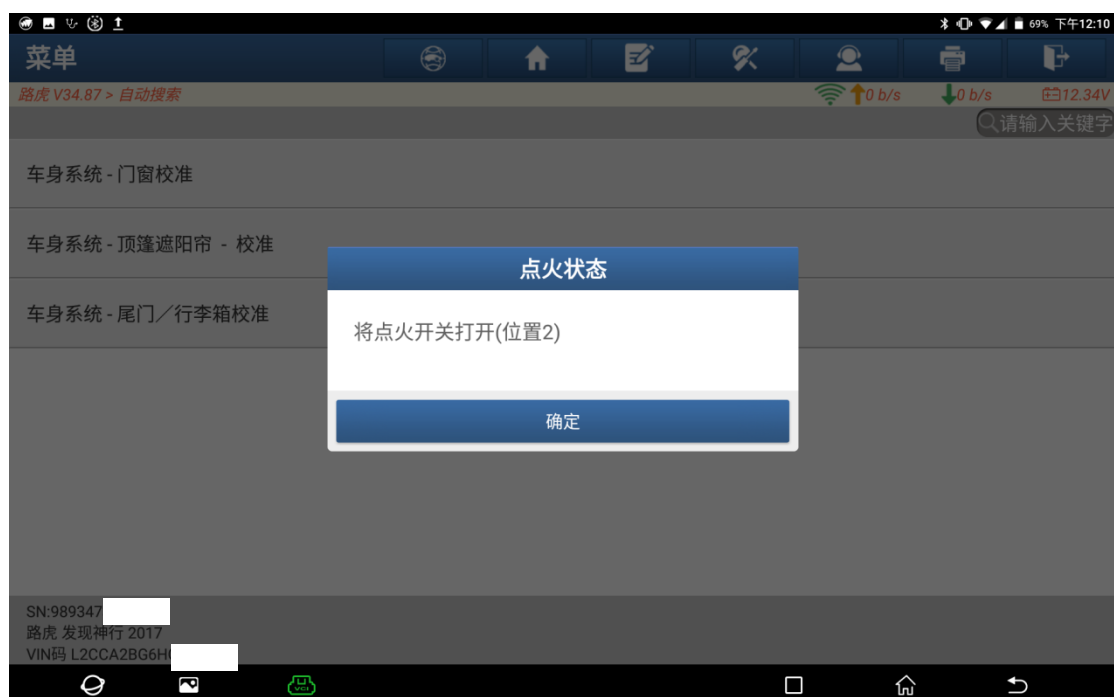 69% 下午12:10
菜单
路虎 V34.87 > 自动搜索
0 b/s
0 b/s
12.34V
请输入关键字
车身系统 - 门窗校准
车身系统 - 顶篷遮阳帘 - 校准
车身系统 - 尾门／行李箱校准
点火状态
将点火开关打开(位置2)
确定
SN:989347
路虎 发现神行 2017
VIN码 L2CCA2BG6H
VCI